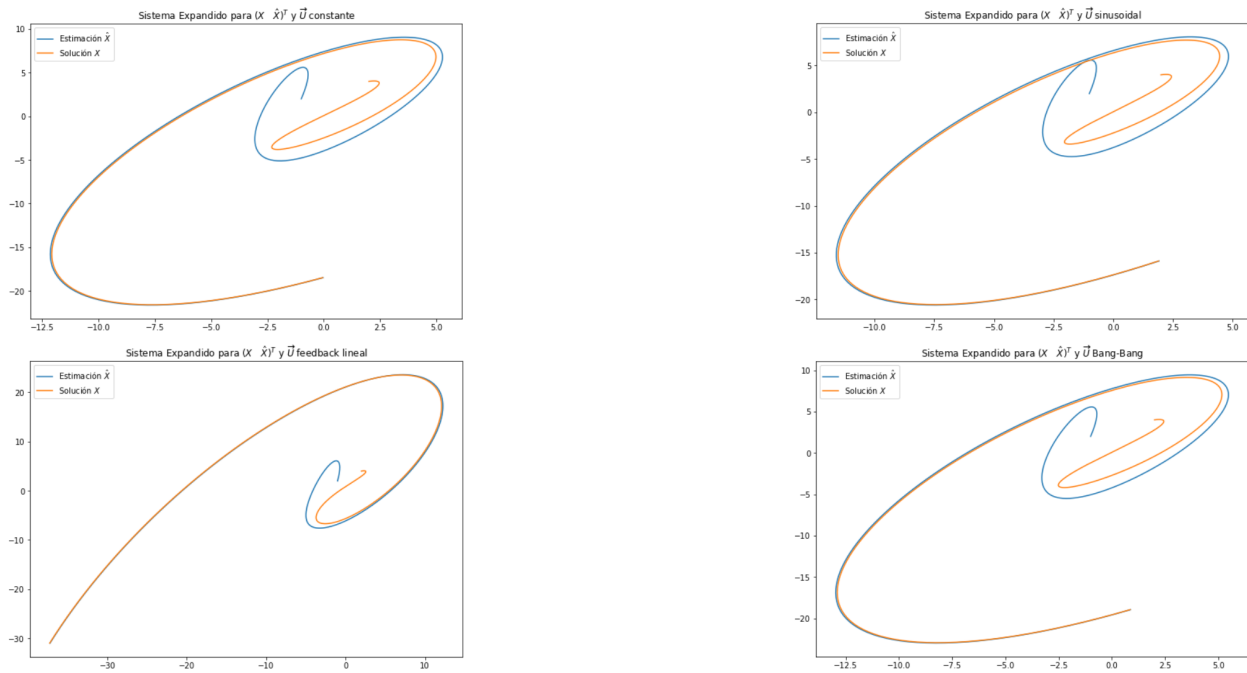 Sistema Expandido para (X   X̂)ᵀ y U⃗ constante
Estimación X̂
Solución X
10
5
0
−5
−10
−15
−20
−12.5 −10.0 −7.5 −5.0 −2.5 0.0 2.5 5.0
Sistema Expandido para (X   X̂)ᵀ y U⃗ sinusoidal
Estimación X̂
Solución X
5
0
−5
−10
−15
−20
−10.0 −7.5 −5.0 −2.5 0.0 2.5 5.0
Sistema Expandido para (X   X̂)ᵀ y U⃗ feedback lineal
Estimación X̂
Solución X
20
10
0
−10
−20
−30
−30 −20 −10 0 10
Sistema Expandido para (X   X̂)ᵀ y U⃗ Bang-Bang
Estimación X̂
Solución X
10
5
0
−5
−10
−15
−20
−12.5 −10.0 −7.5 −5.0 −2.5 0.0 2.5 5.0